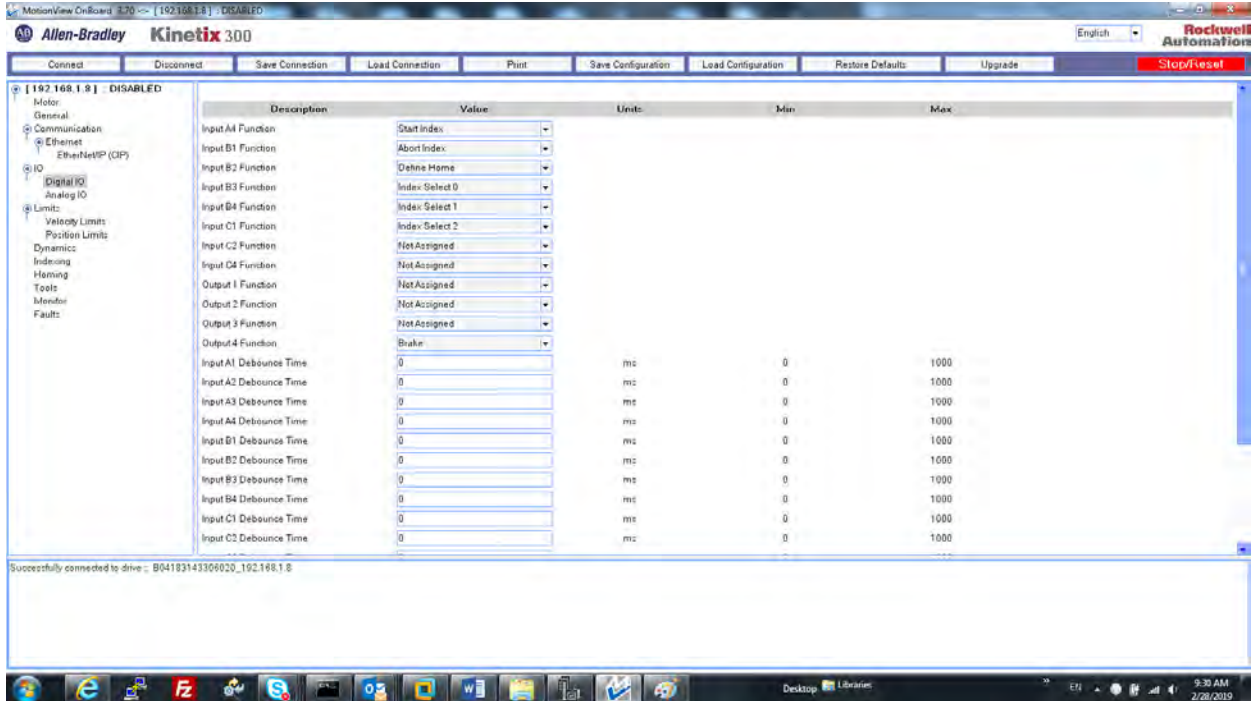 MotionView OnBoard 3.70 <-> [ 192.168.1.8 ] : DISABLED
AB Allen-Bradley Kinetix 300 English Rockwell Automation
Connect Disconnect Save Connection Load Connection Print Save Configuration Load Configuration Restore Defaults Upgrade Stop/Reset
[ 192.168.1.8 ] : DISABLED
Motor
General
Communication
Ethernet
EtherNet/IP (CIP)
IO
Digital IO
Analog IO
Limits
Velocity Limits
Position Limits
Dynamics
Indexing
Homing
Tools
Monitor
Faults
Description Value Units Min Max
Input A4 Function Start Index
Input B1 Function Abort Index
Input B2 Function Define Home
Input B3 Function Index Select 0
Input B4 Function Index Select 1
Input C1 Function Index Select 2
Input C2 Function Not Assigned
Input C4 Function Not Assigned
Output 1 Function Not Assigned
Output 2 Function Not Assigned
Output 3 Function Not Assigned
Output 4 Function Brake
Input A1 Debounce Time 0 ms 0 1000
Input A2 Debounce Time 0 ms 0 1000
Input A3 Debounce Time 0 ms 0 1000
Input A4 Debounce Time 0 ms 0 1000
Input B1 Debounce Time 0 ms 0 1000
Input B2 Debounce Time 0 ms 0 1000
Input B3 Debounce Time 0 ms 0 1000
Input B4 Debounce Time 0 ms 0 1000
Input C1 Debounce Time 0 ms 0 1000
Input C2 Debounce Time 0 ms 0 1000
Successfully connected to drive : B04183143306020_192.168.1.8
Desktop Libraries EN 9:30 AM
2/28/2019